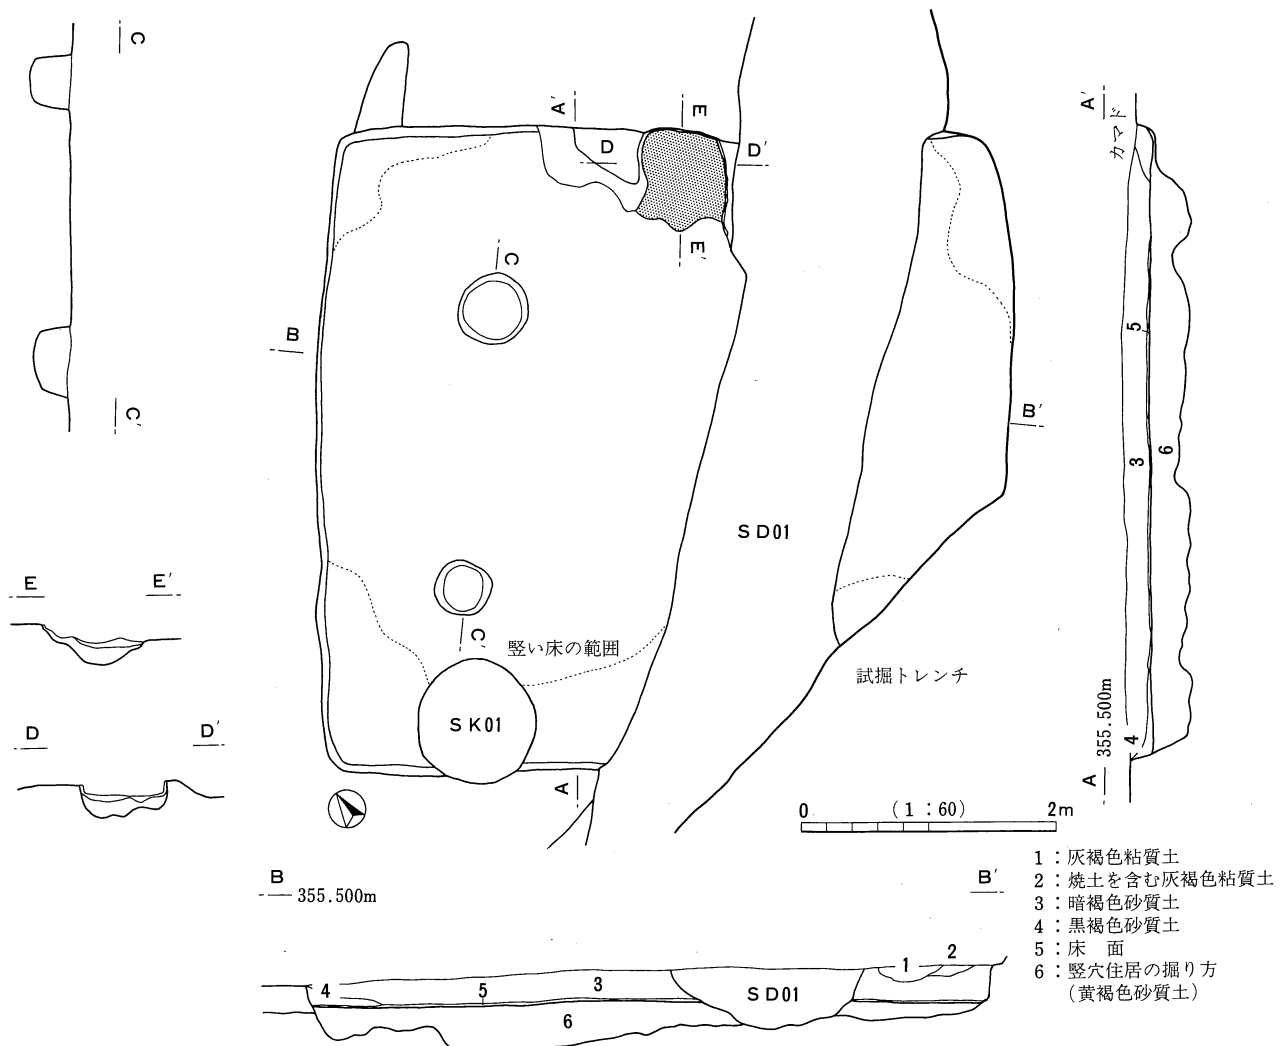 C
C'
A'
E
D
D'
E'
C
B
B'
SD01
C'
竪い床の範囲
SK01
試掘トレンチ
A
A'
カマド
5
3
6
4
355.500m
A
E
E'
D
D'
0 (1:60) 2m
B
355.500m
B'
1
2
3
4
5
6
SD01
1：灰褐色粘質土
2：焼土を含む灰褐色粘質土
3：暗褐色砂質土
4：黒褐色砂質土
5：床　面
6：竪穴住居の掘り方
(黄褐色砂質土)